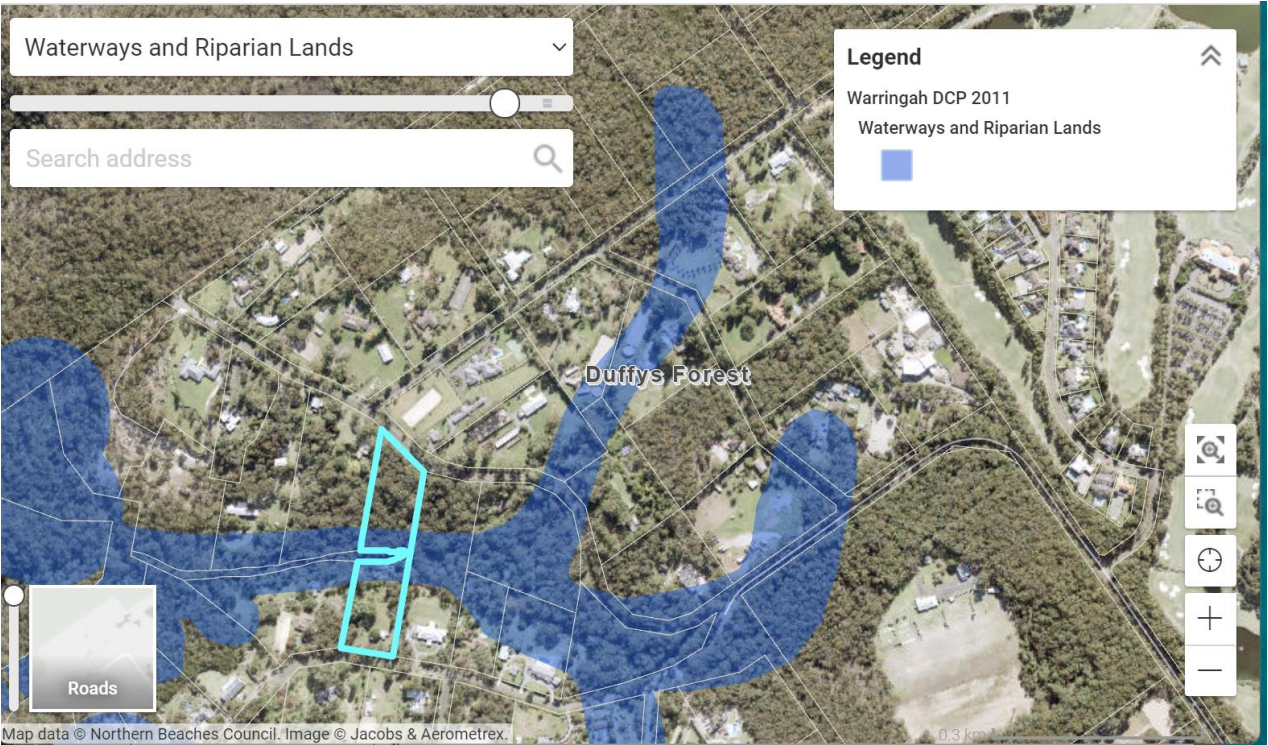 Waterways and Riparian Lands
Search address
Legend
Warringah DCP 2011
Waterways and Riparian Lands
Duffys Forest
Roads
Map data © Northern Beaches Council. Image © Jacobs & Aerometrex.
0.3 km